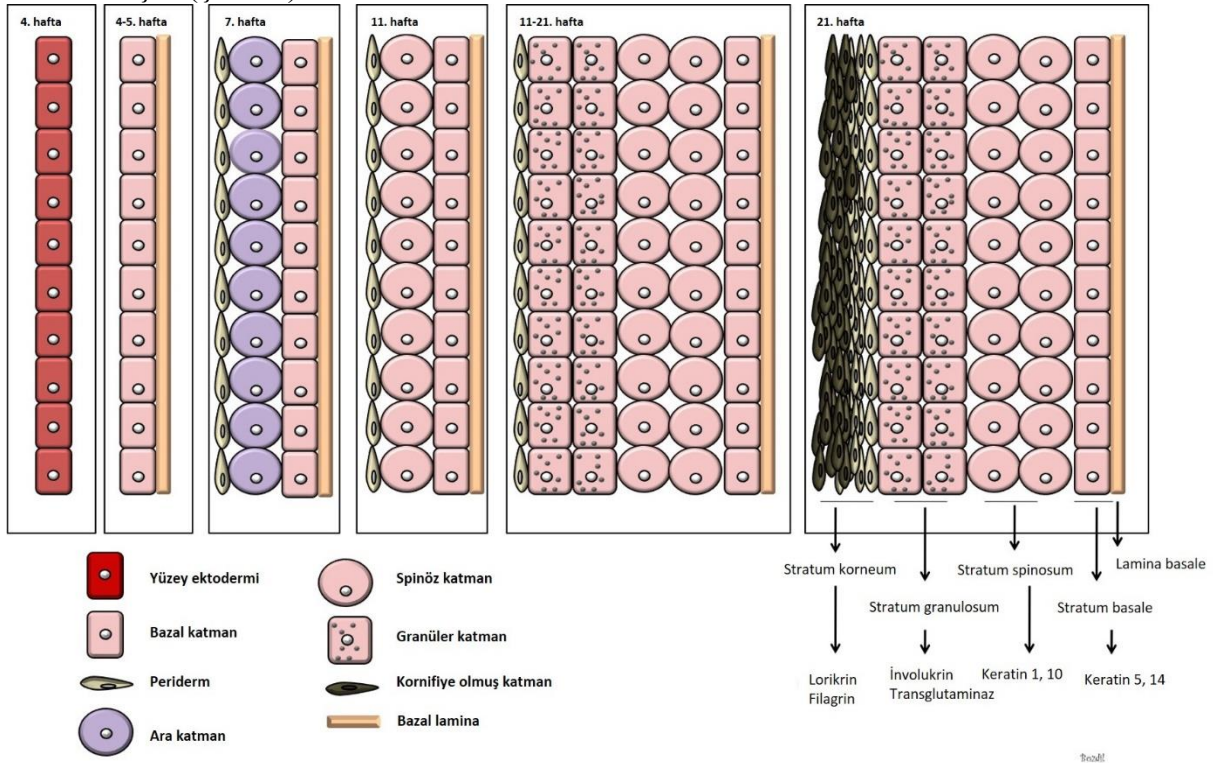 4. hafta
4-5. hafta
7. hafta
11. hafta
11-21. hafta
21. hafta
Yüzey ektodermi
Bazal katman
Periderm
Ara katman
Spinöz katman
Granüler katman
Kornifiye olmuş katman
Bazal lamina
Stratum korneum
Stratum granulosum
Stratum spinosum
Stratum basale
Lamina basale
Lorikrin
Filagrin
İnvolukrin
Transglutaminaz
Keratin 1, 10
Keratin 5, 14